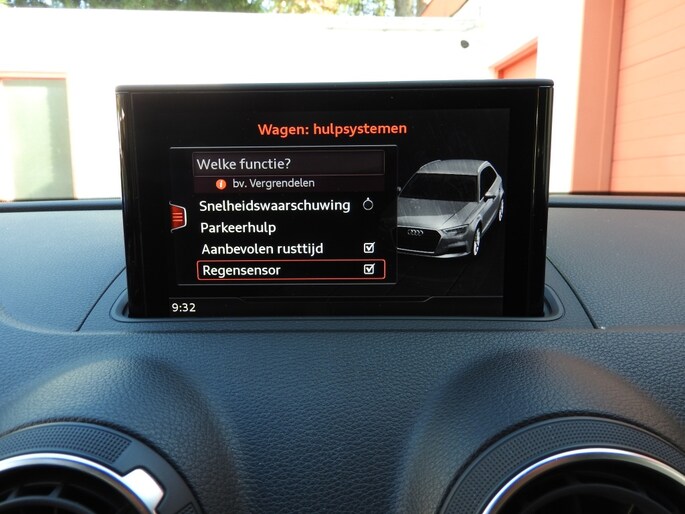 Wagen: hulpsystemen
Welke functie?
i bv. Vergrendelen
Snelheidswaarschuwing
Parkeerhulp
Aanbevolen rusttijd
Regensensor
9:32